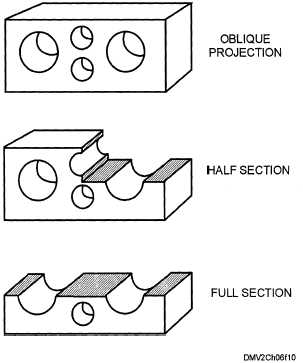 OBLIQUE
PROJECTION
HALF SECTION
FULL SECTION
DMV2Ch06f10